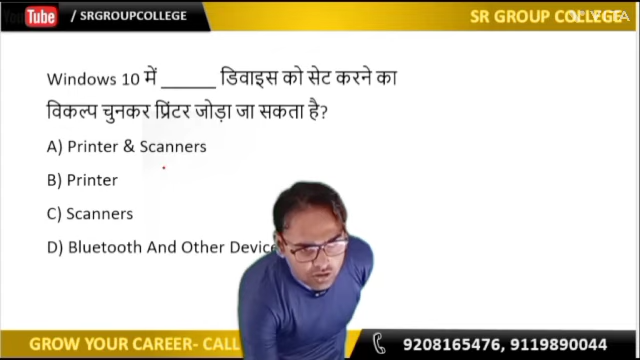 YouTube / SRGROUPCOLLEGE
SR GROUP COLLEGE
Windows 10 में ______ डिवाइस को सेट करने का
विकल्प चुनकर प्रिंटर जोड़ा जा सकता है?
A) Printer & Scanners
B) Printer
C) Scanners
D) Bluetooth And Other Device
GROW YOUR CAREER- CALL
9208165476, 9119890044